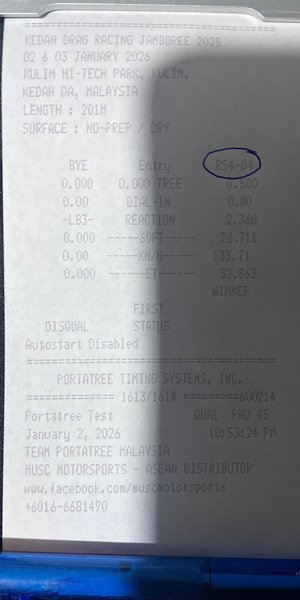 KEDAH DRAG RACING JAMBOREE 2025
02 & 03 JANUARY 2026
KULIM HI-TECH PARK, KULIM,
KEDAH DA, MALAYSIA
LENGTH : 201M
SURFACE : NO-PREP / DRY
BYE Entry RS4-04
0.000 0.000 TREE 0.500
0.00 DIAL-IN 0.00
-LB3- REACTION 2.368
0.000 -----60FT----- 26.711
0.00 -----KM/H----- 133.71
0.000 ------ET------ 32.863
WINNER
FIRST
DISQUAL STATUS
Autostart Disabled
========================================
PORTATREE TIMING SYSTEMS, INC.
============ 1613/1614 ========600214
Portatree Test QUAL RND 45
January 2, 2026 10:53:24 PM
TEAM PORTATREE MALAYSIA
MUSC MOTORSPORTS - ASEAN DISTRIBUTOR
www.facebook.com/muscmotorsports
+6016-6681490